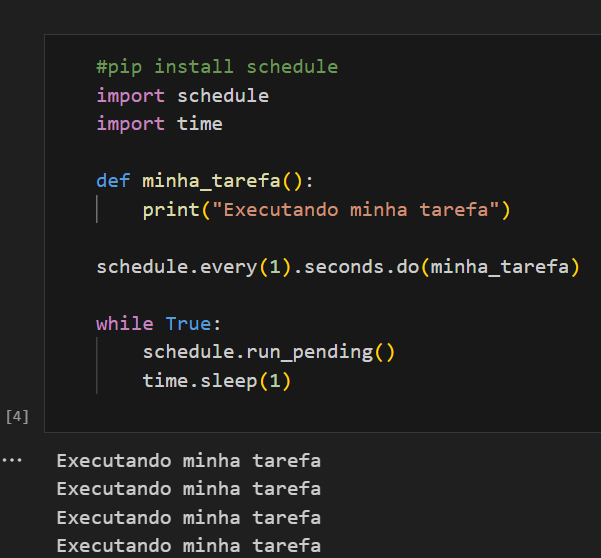 #pip install schedule
import schedule
import time
def minha_tarefa():
    print("Executando minha tarefa")
schedule.every(1).seconds.do(minha_tarefa)
while True:
    schedule.run_pending()
    time.sleep(1)
[4]
... Executando minha tarefa
Executando minha tarefa
Executando minha tarefa
Executando minha tarefa